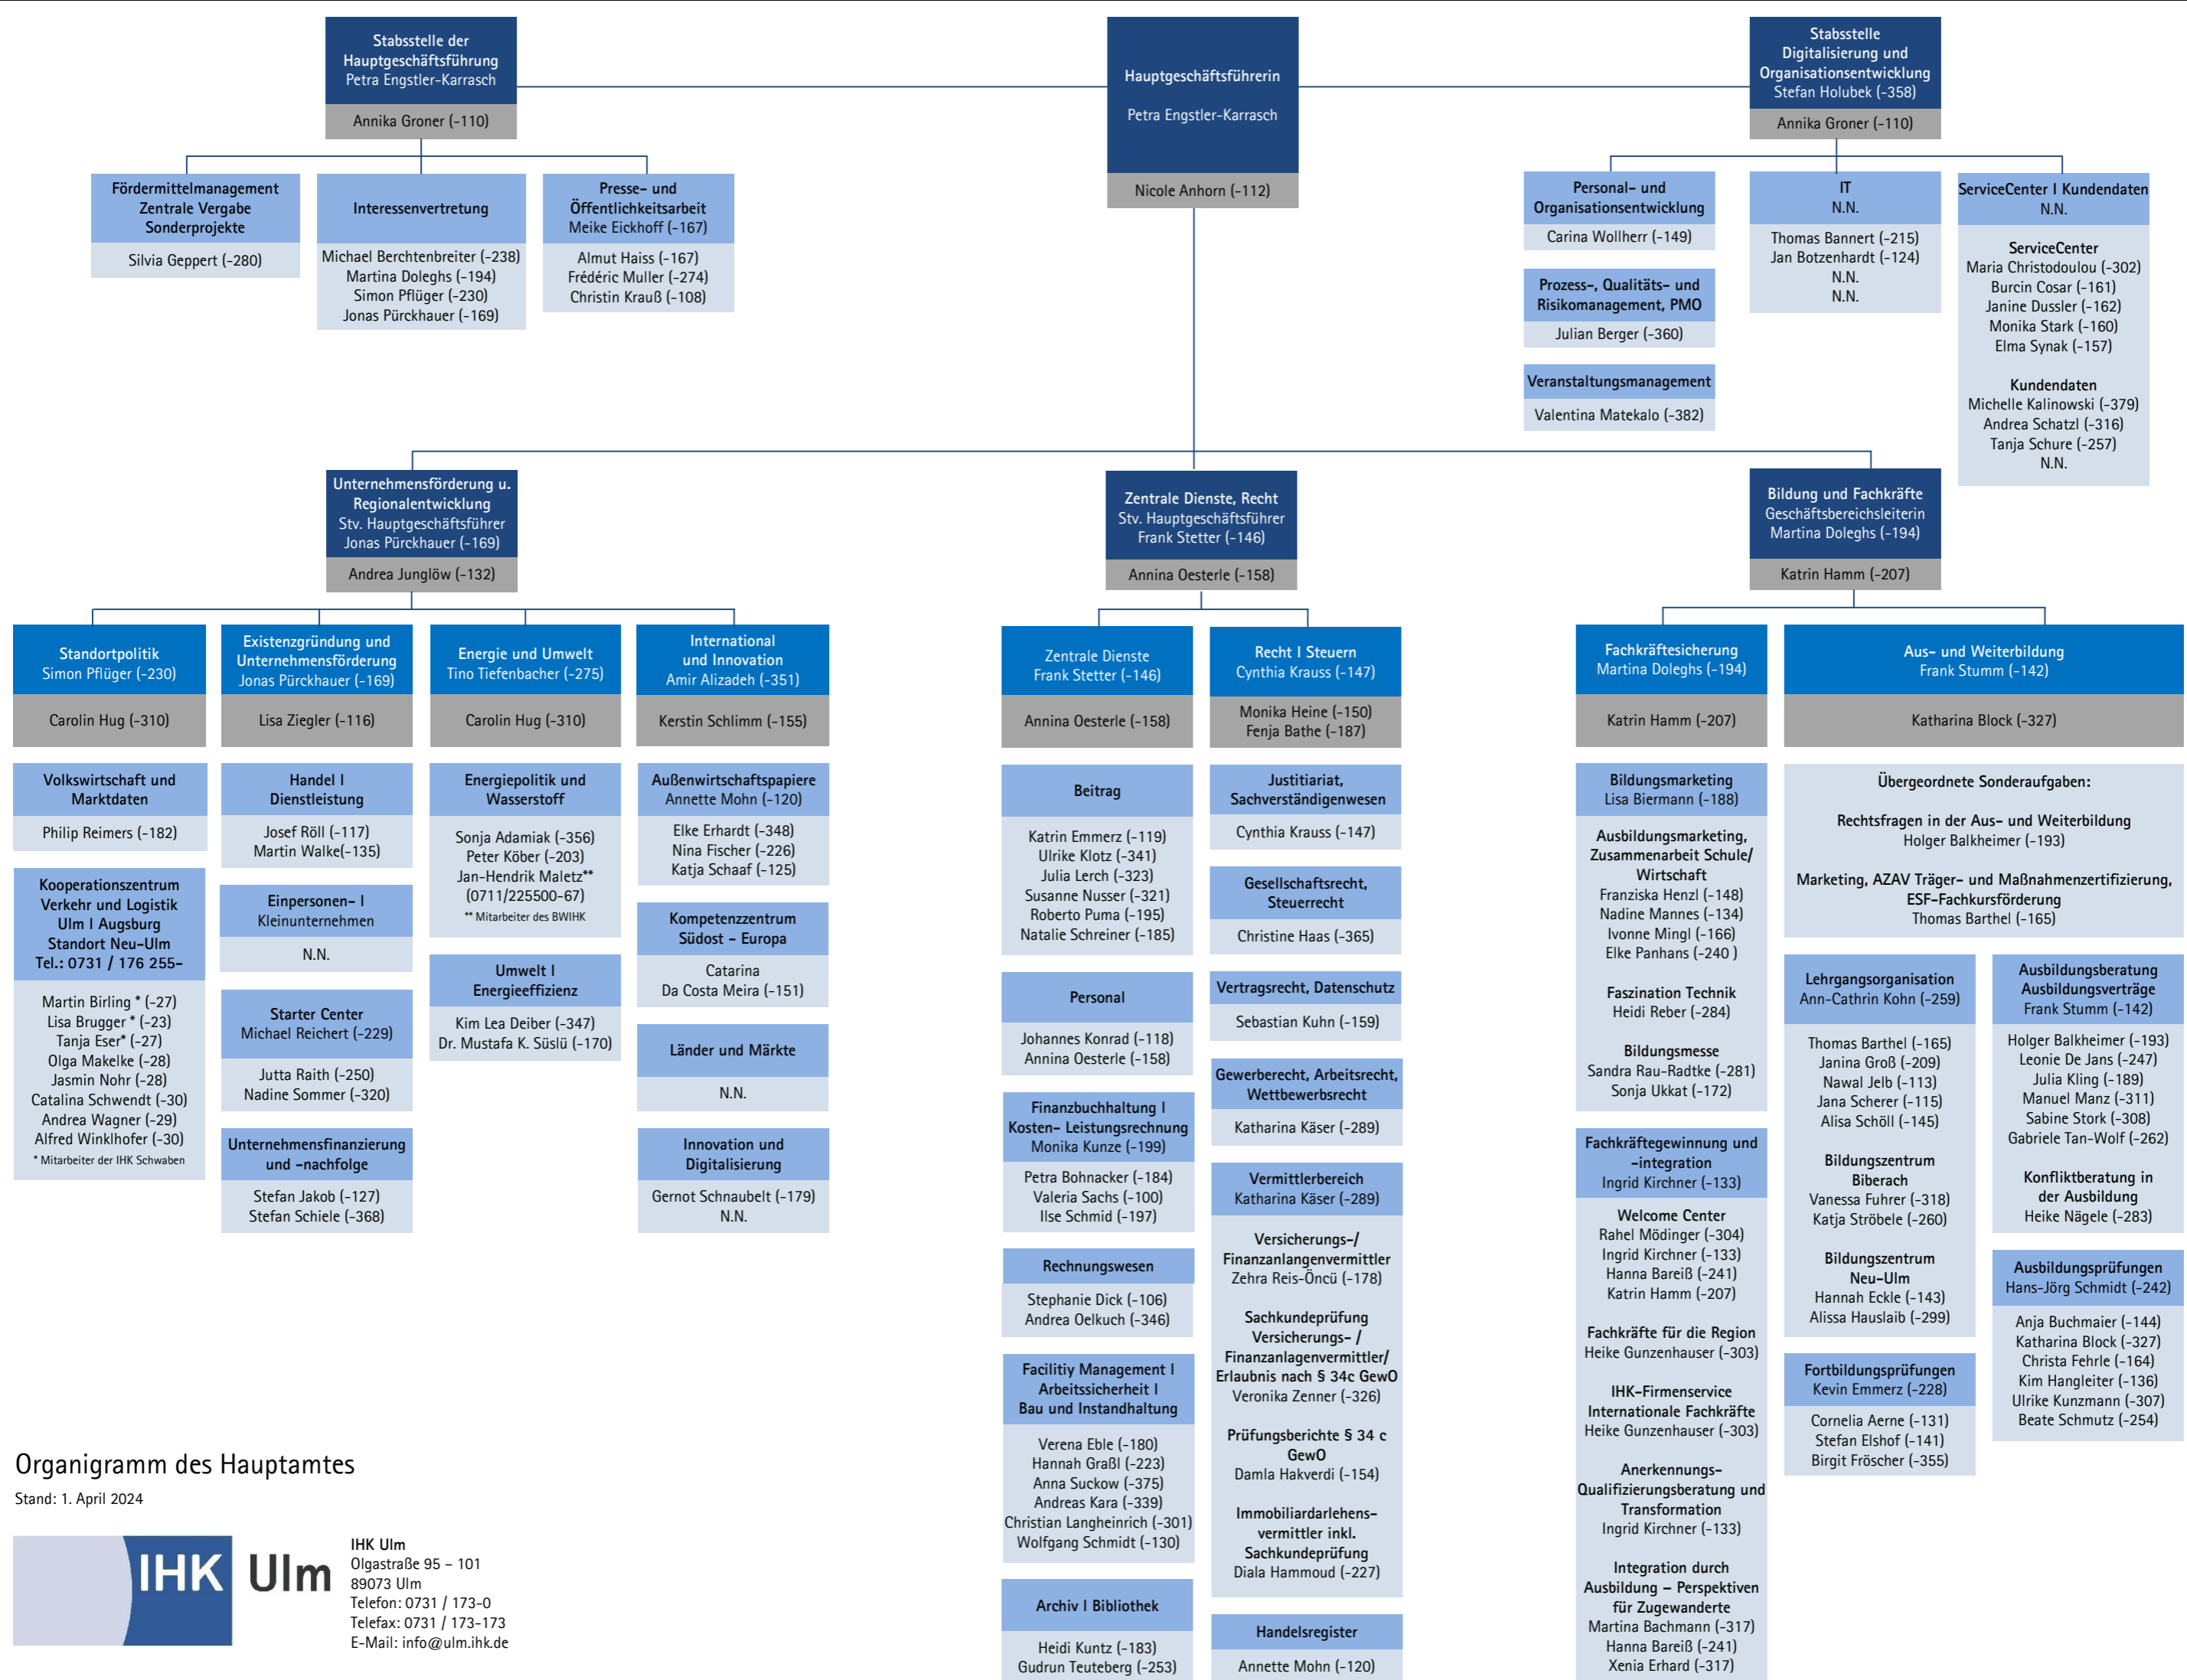 Stabsstelle der
Hauptgeschäftsführung
Petra Engstler-Karrasch
Annika Groner (-110)
Hauptgeschäftsführerin
Petra Engstler-Karrasch
Nicole Anhorn (-112)
Stabsstelle
Digitalisierung und
Organisationsentwicklung
Stefan Holubek (-358)
Annika Groner (-110)
Fördermittelmanagement
Zentrale Vergabe
Sonderprojekte
Silvia Geppert (-280)
Interessenvertretung
Michael Berchtenbreiter (-238)
Martina Doleghs (-194)
Simon Pflüger (-230)
Jonas Pürckhauer (-169)
Presse- und
Öffentlichkeitsarbeit
Meike Eickhoff (-167)
Almut Haiss (-167)
Frédéric Muller (-274)
Christin Krauß (-108)
Personal- und
Organisationsentwicklung
Carina Wollherr (-149)
Prozess-, Qualitäts- und
Risikomanagement, PMO
Julian Berger (-360)
Veranstaltungsmanagement
Valentina Matekalo (-382)
IT
N.N.
Thomas Bannert (-215)
Jan Botzenhardt (-124)
N.N.
N.N.
ServiceCenter I Kundendaten
N.N.
ServiceCenter
Maria Christodoulou (-302)
Burcin Cosar (-161)
Janine Dussler (-162)
Monika Stark (-160)
Elma Synak (-157)
Kundendaten
Michelle Kalinowski (-379)
Andrea Schatzl (-316)
Tanja Schure (-257)
N.N.
Unternehmensförderung u.
Regionalentwicklung
Stv. Hauptgeschäftsführer
Jonas Pürckhauer (-169)
Andrea Junglöw (-132)
Zentrale Dienste, Recht
Stv. Hauptgeschäftsführer
Frank Stetter (-146)
Annina Oesterle (-158)
Bildung und Fachkräfte
Geschäftsbereichsleiterin
Martina Doleghs (-194)
Katrin Hamm (-207)
Standortpolitik
Simon Pflüger (-230)
Carolin Hug (-310)
Volkswirtschaft und
Marktdaten
Philip Reimers (-182)
Kooperationszentrum
Verkehr und Logistik
Ulm I Augsburg
Standort Neu-Ulm
Tel.: 0731 / 176 255-
Martin Birling * (-27)
Lisa Brugger * (-23)
Tanja Eser* (-27)
Olga Makelke (-28)
Jasmin Nohr (-28)
Catalina Schwendt (-30)
Andrea Wagner (-29)
Alfred Winklhofer (-30)
* Mitarbeiter der IHK Schwaben
Existenzgründung und
Unternehmensförderung
Jonas Pürckhauer (-169)
Lisa Ziegler (-116)
Handel I
Dienstleistung
Josef Röll (-117)
Martin Walke(-135)
Einpersonen- I
Kleinunternehmen
N.N.
Starter Center
Michael Reichert (-229)
Jutta Raith (-250)
Nadine Sommer (-320)
Unternehmensfinanzierung
und -nachfolge
Stefan Jakob (-127)
Stefan Schiele (-368)
Energie und Umwelt
Tino Tiefenbacher (-275)
Carolin Hug (-310)
Energiepolitik und
Wasserstoff
Sonja Adamiak (-356)
Peter Köber (-203)
Jan-Hendrik Maletz**
(0711/225500-67)
** Mitarbeiter des BWIHK
Umwelt I
Energieeffizienz
Kim Lea Deiber (-347)
Dr. Mustafa K. Süslü (-170)
International
und Innovation
Amir Alizadeh (-351)
Kerstin Schlimm (-155)
Außenwirtschaftspapiere
Annette Mohn (-120)
Elke Erhardt (-348)
Nina Fischer (-226)
Katja Schaaf (-125)
Kompetenzzentrum
Südost - Europa
Catarina
Da Costa Meira (-151)
Länder und Märkte
N.N.
Innovation und
Digitalisierung
Gernot Schnaubelt (-179)
N.N.
Zentrale Dienste
Frank Stetter (-146)
Annina Oesterle (-158)
Beitrag
Katrin Emmerz (-119)
Ulrike Klotz (-341)
Julia Lerch (-323)
Susanne Nusser (-321)
Roberto Puma (-195)
Natalie Schreiner (-185)
Personal
Johannes Konrad (-118)
Annina Oesterle (-158)
Finanzbuchhaltung I
Kosten- Leistungsrechnung
Monika Kunze (-199)
Petra Bohnacker (-184)
Valeria Sachs (-100)
Ilse Schmid (-197)
Rechnungswesen
Stephanie Dick (-106)
Andrea Oelkuch (-346)
Facilitiy Management I
Arbeitssicherheit I
Bau und Instandhaltung
Verena Eble (-180)
Hannah Graßl (-223)
Anna Suckow (-375)
Andreas Kara (-339)
Christian Langheinrich (-301)
Wolfgang Schmidt (-130)
Archiv I Bibliothek
Heidi Kuntz (-183)
Gudrun Teuteberg (-253)
Recht I Steuern
Cynthia Krauss (-147)
Monika Heine (-150)
Fenja Bathe (-187)
Justitiariat,
Sachverständigenwesen
Cynthia Krauss (-147)
Gesellschaftsrecht,
Steuerrecht
Christine Haas (-365)
Vertragsrecht, Datenschutz
Sebastian Kuhn (-159)
Gewerberecht, Arbeitsrecht,
Wettbewerbsrecht
Katharina Käser (-289)
Vermittlerbereich
Katharina Käser (-289)
Versicherungs-/
Finanzanlangenvermittler
Zehra Reis-Öncü (-178)
Sachkundeprüfung
Versicherungs- /
Finanzanlagenvermittler/
Erlaubnis nach § 34c GewO
Veronika Zenner (-326)
Prüfungsberichte § 34 c
GewO
Damla Hakverdi (-154)
Immobiliardarlehens-
vermittler inkl.
Sachkundeprüfung
Diala Hammoud (-227)
Handelsregister
Annette Mohn (-120)
Fachkräftesicherung
Martina Doleghs (-194)
Katrin Hamm (-207)
Bildungsmarketing
Lisa Biermann (-188)
Ausbildungsmarketing,
Zusammenarbeit Schule/
Wirtschaft
Franziska Henzl (-148)
Nadine Mannes (-134)
Ivonne Mingl (-166)
Elke Panhans (-240 )
Faszination Technik
Heidi Reber (-284)
Bildungsmesse
Sandra Rau-Radtke (-281)
Sonja Ukkat (-172)
Fachkräftegewinnung und
-integration
Ingrid Kirchner (-133)
Welcome Center
Rahel Mödinger (-304)
Ingrid Kirchner (-133)
Hanna Bareiß (-241)
Katrin Hamm (-207)
Fachkräfte für die Region
Heike Gunzenhauser (-303)
IHK-Firmenservice
Internationale Fachkräfte
Heike Gunzenhauser (-303)
Anerkennungs-
Qualifizierungsberatung und
Transformation
Ingrid Kirchner (-133)
Integration durch
Ausbildung – Perspektiven
für Zugewanderte
Martina Bachmann (-317)
Hanna Bareiß (-241)
Xenia Erhard (-317)
Aus- und Weiterbildung
Frank Stumm (-142)
Katharina Block (-327)
Übergeordnete Sonderaufgaben:
Rechtsfragen in der Aus- und Weiterbildung
Holger Balkheimer (-193)
Marketing, AZAV Träger- und Maßnahmenzertifizierung,
ESF-Fachkursförderung
Thomas Barthel (-165)
Lehrgangsorganisation
Ann-Cathrin Kohn (-259)
Thomas Barthel (-165)
Janina Groß (-209)
Nawal Jelb (-113)
Jana Scherer (-115)
Alisa Schöll (-145)
Bildungszentrum
Biberach
Vanessa Fuhrer (-318)
Katja Ströbele (-260)
Bildungszentrum
Neu-Ulm
Hannah Eckle (-143)
Alissa Hauslaib (-299)
Fortbildungsprüfungen
Kevin Emmerz (-228)
Cornelia Aerne (-131)
Stefan Elshof (-141)
Birgit Fröscher (-355)
Ausbildungsberatung
Ausbildungsverträge
Frank Stumm (-142)
Holger Balkheimer (-193)
Leonie De Jans (-247)
Julia Kling (-189)
Manuel Manz (-311)
Sabine Stork (-308)
Gabriele Tan-Wolf (-262)
Konfliktberatung in
der Ausbildung
Heike Nägele (-283)
Ausbildungsprüfungen
Hans-Jörg Schmidt (-242)
Anja Buchmaier (-144)
Katharina Block (-327)
Christa Fehrle (-164)
Kim Hangleiter (-136)
Ulrike Kunzmann (-307)
Beate Schmutz (-254)
Organigramm des Hauptamtes
Stand: 1. April 2024
IHK Ulm
IHK Ulm
Olgastraße 95 – 101
89073 Ulm
Telefon: 0731 / 173-0
Telefax: 0731 / 173-173
E-Mail: info@ulm.ihk.de